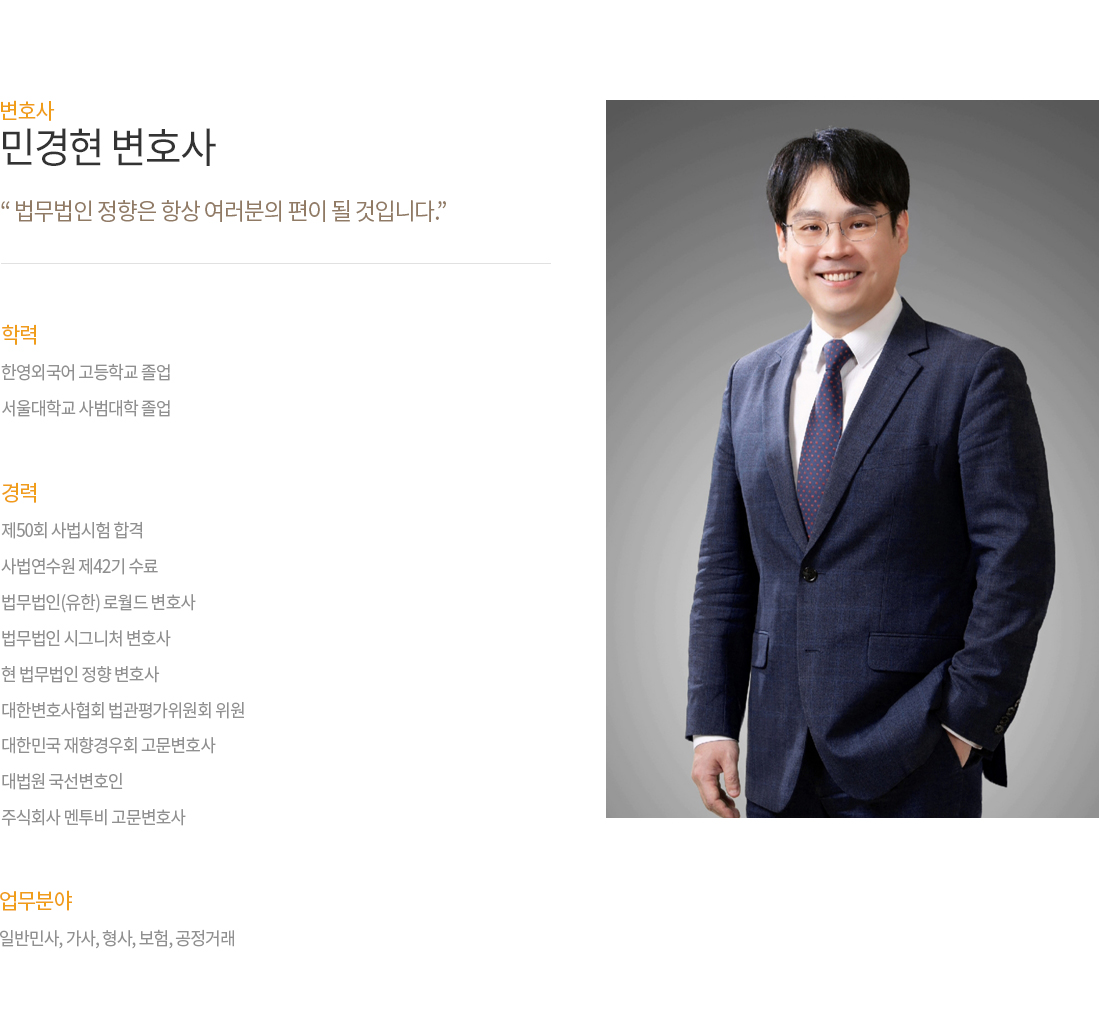 변호사
민경현 변호사
“ 법무법인 정향은 항상 여러분의 편이 될 것입니다.”
학력
한영외국어 고등학교 졸업
서울대학교 사범대학 졸업
경력
제50회 사법시험 합격
사법연수원 제42기 수료
법무법인(유한) 로월드 변호사
법무법인 시그니처 변호사
현 법무법인 정향 변호사
대한변호사협회 법관평가위원회 위원
대한민국 재향경우회 고문변호사
대법원 국선변호인
주식회사 멘투비 고문변호사
업무분야
일반민사, 가사, 형사, 보험, 공정거래